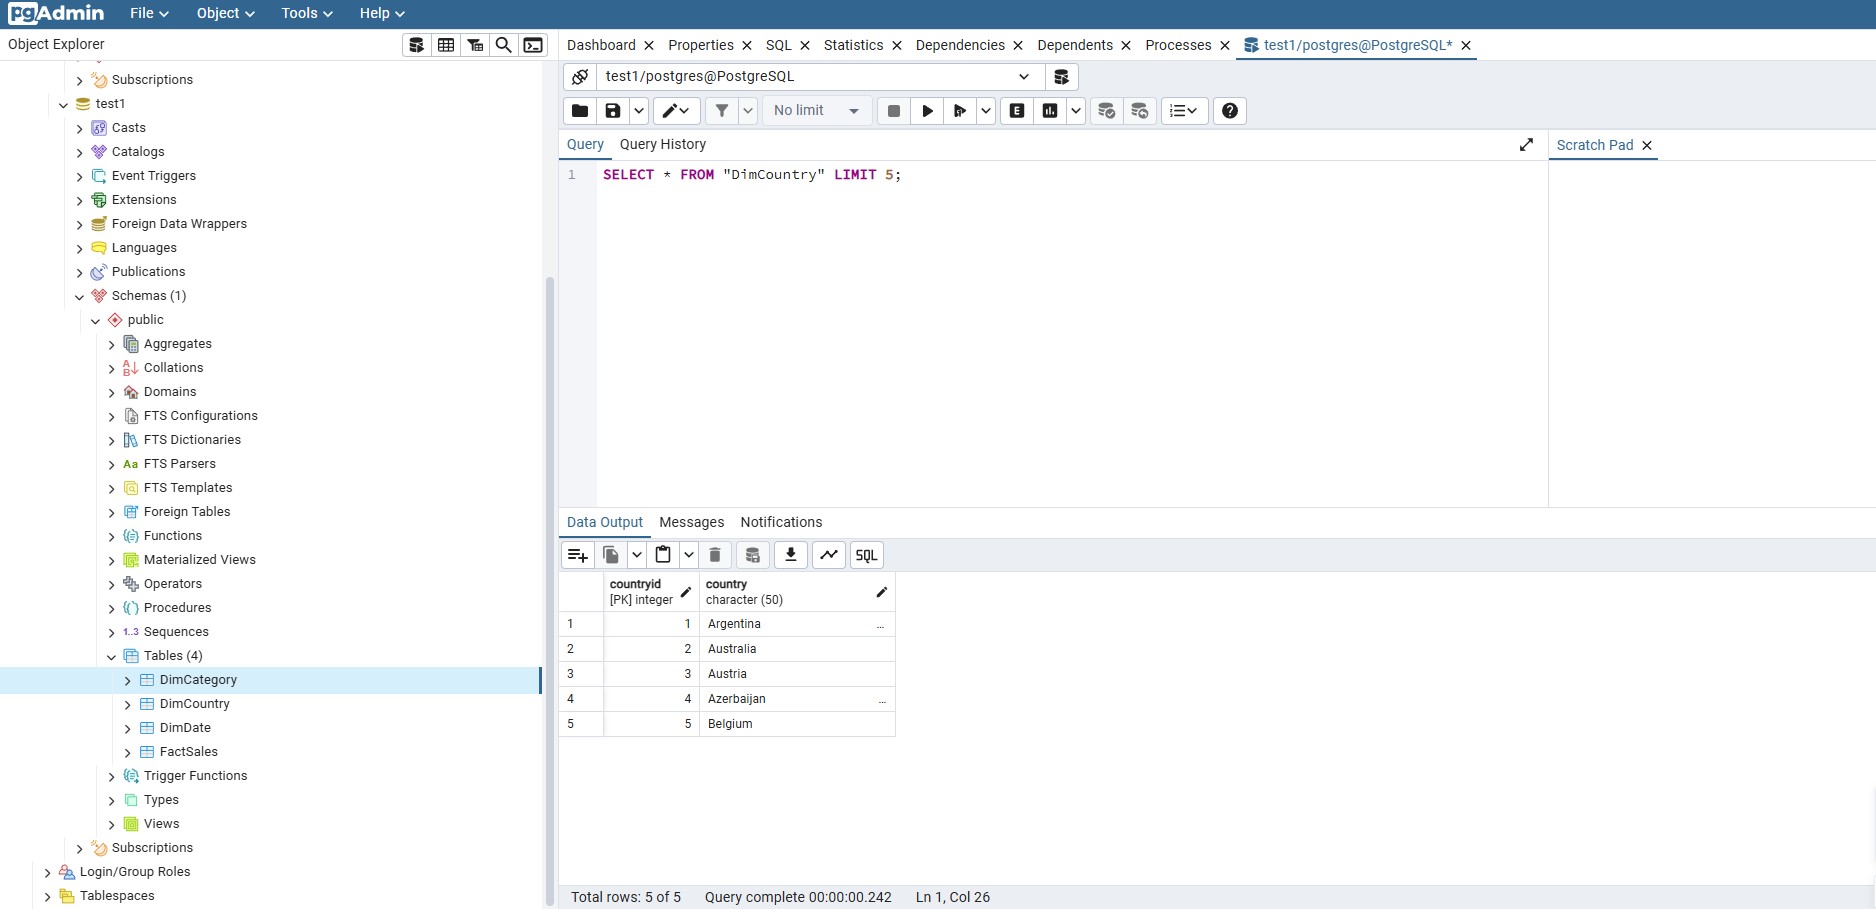 pgAdmin File Object Tools Help
Object Explorer
Dashboard Properties SQL Statistics Dependencies Dependents Processes test1/postgres@PostgreSQL*
Subscriptions
test1
Casts
Catalogs
Event Triggers
Extensions
Foreign Data Wrappers
Languages
Publications
Schemas (1)
public
Aggregates
Collations
Domains
FTS Configurations
FTS Dictionaries
Aa FTS Parsers
FTS Templates
Foreign Tables
Functions
Materialized Views
Operators
Procedures
1..3 Sequences
Tables (4)
DimCategory
DimCountry
DimDate
FactSales
Trigger Functions
Types
Views
Subscriptions
Login/Group Roles
Tablespaces
test1/postgres@PostgreSQL
No limit E
Query Query History
Scratch Pad
1 SELECT * FROM "DimCountry" LIMIT 5;
Data Output Messages Notifications
SQL
countryid country
[PK] integer character (50)
1 1 Argentina ...
2 2 Australia
3 3 Austria
4 4 Azerbaijan ...
5 5 Belgium
Total rows: 5 of 5 Query complete 00:00:00.242 Ln 1, Col 26